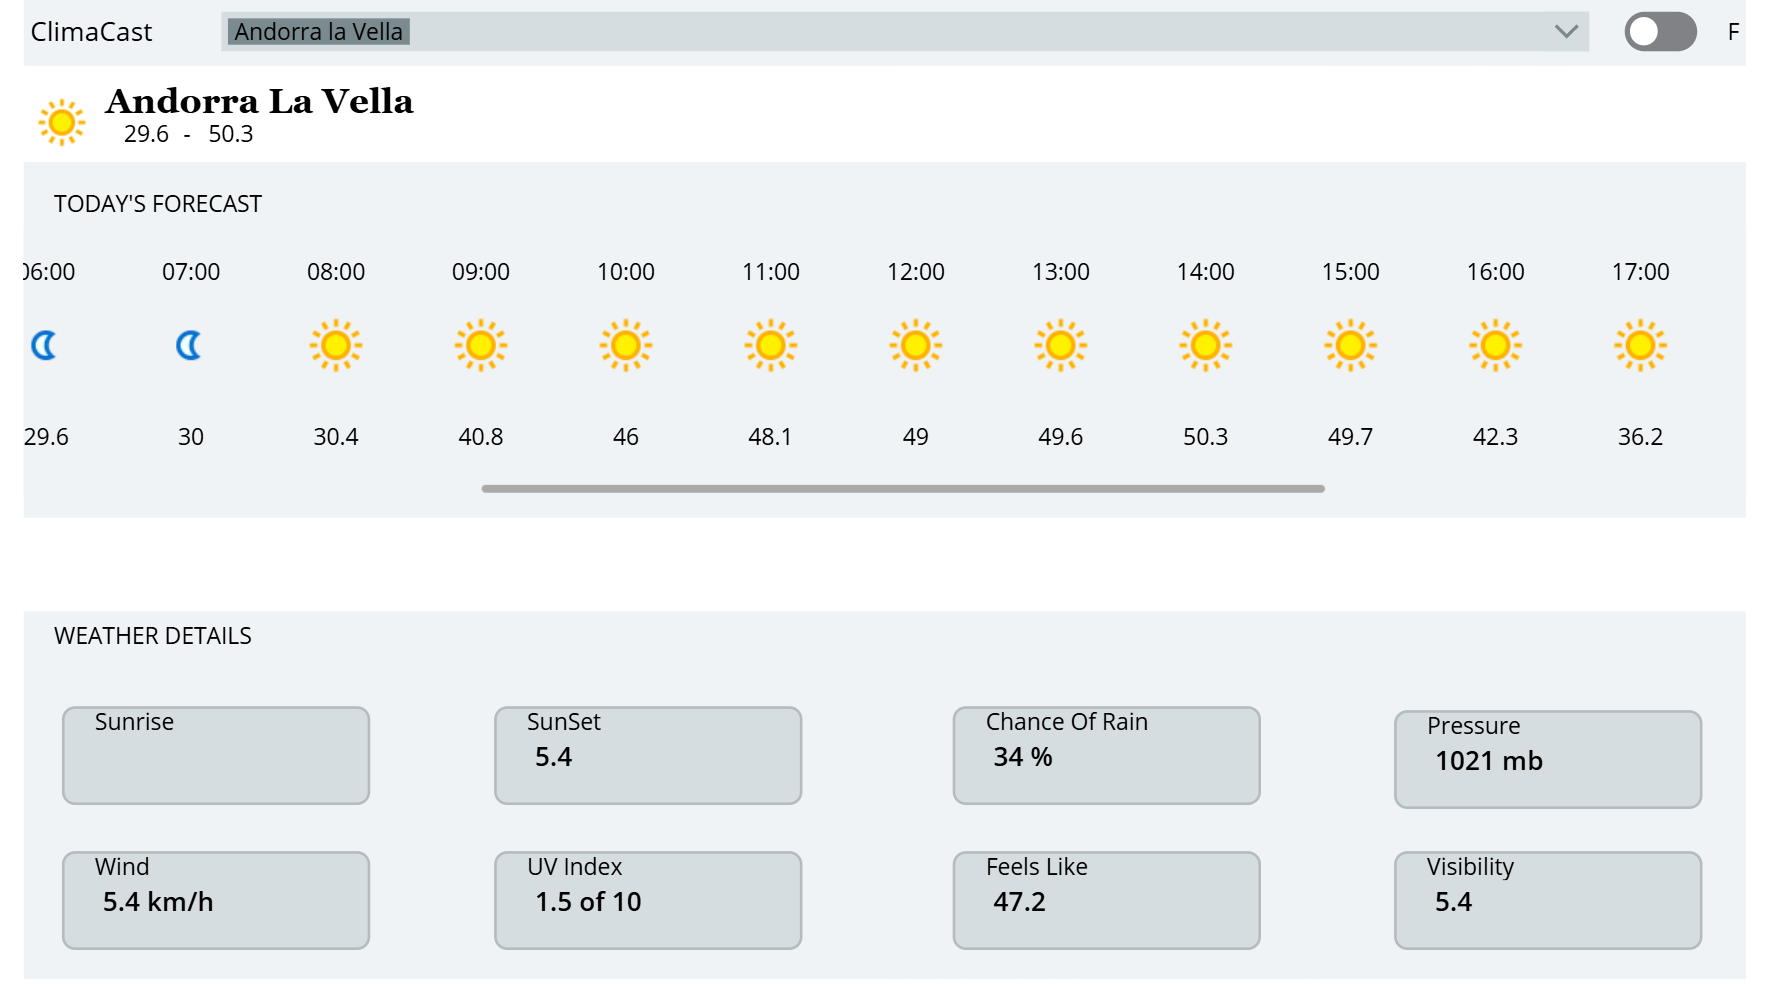 ClimaCast Andorra la Vella F
Andorra La Vella
29.6 - 50.3
TODAY'S FORECAST
06:00 07:00 08:00 09:00 10:00 11:00 12:00 13:00 14:00 15:00 16:00 17:00
29.6 30 30.4 40.8 46 48.1 49 49.6 50.3 49.7 42.3 36.2
WEATHER DETAILS
Sunrise SunSet Chance Of Rain Pressure
5.4 34 % 1021 mb
Wind UV Index Feels Like Visibility
5.4 km/h 1.5 of 10 47.2 5.4